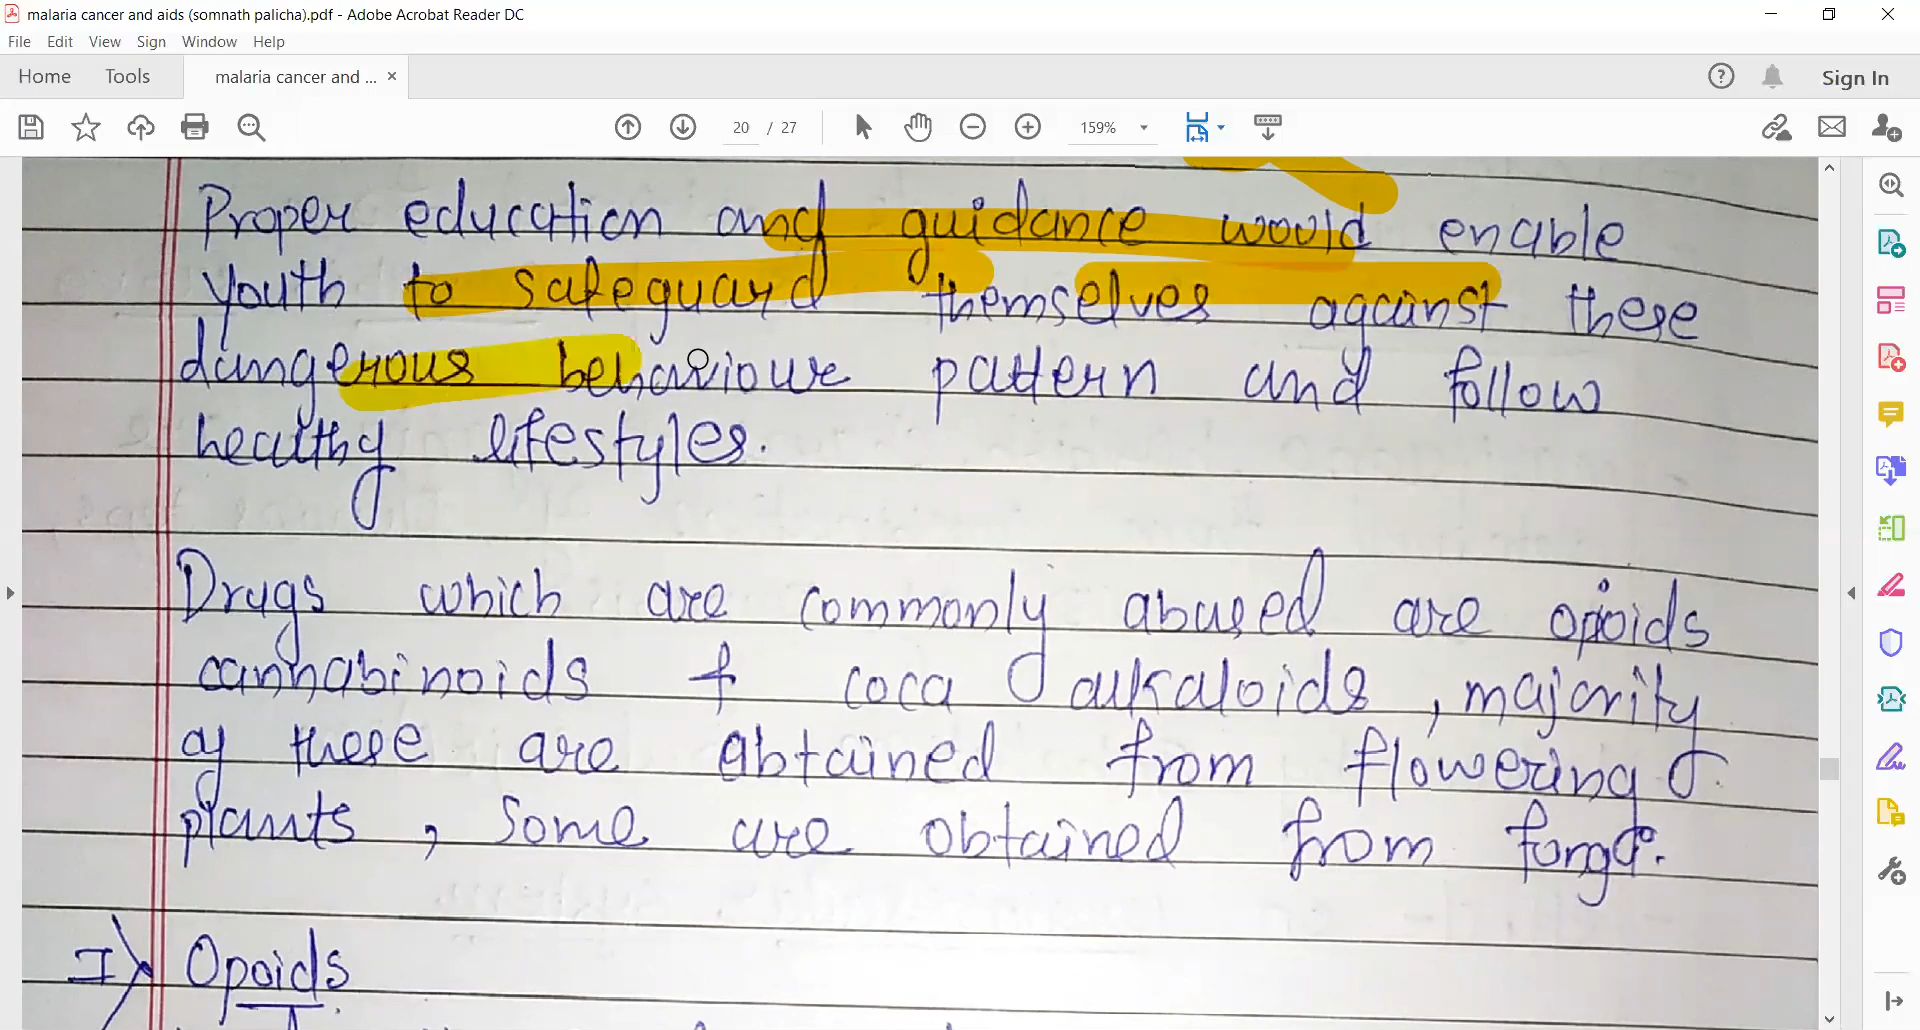 malaria cancer and aids (somnath palicha).pdf - Adobe Acrobat Reader DC
File Edit View Sign Window Help
Home Tools malaria cancer and ... × Sign In
20 / 27 159%
Proper education and guidance would enable
youth to safeguard themselves against these
dangerous behaviour pattern and follow
healthy lifestyles.
Drugs which are commonly abused are opioids
cannabinoids & coca alkaloids, majority
of these are obtained from flowering
plants, some are obtained from
I) Opoids